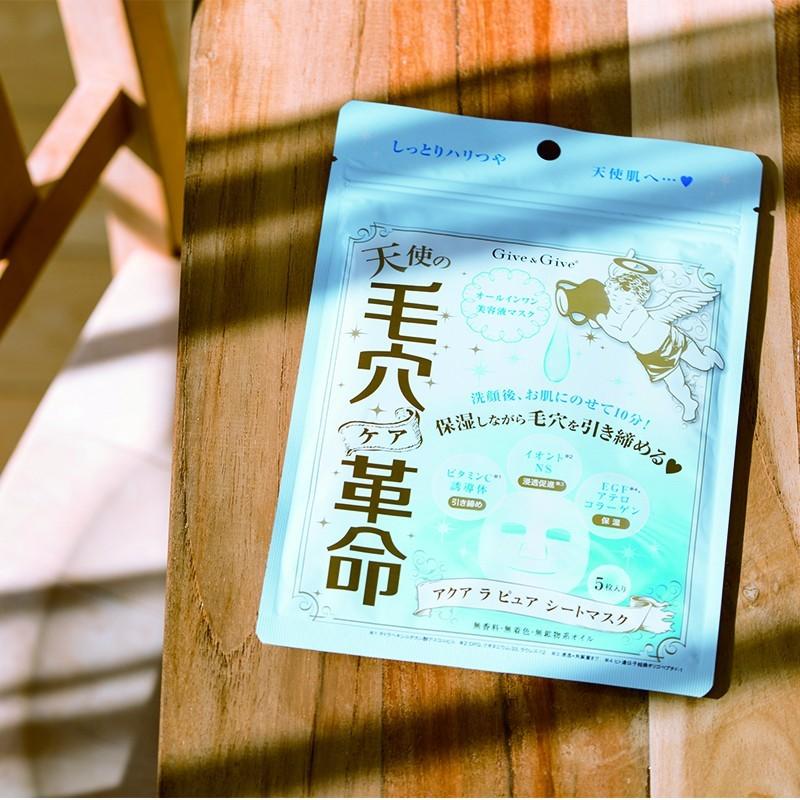 しっとりハリつや
天使肌へ…♥
Give & Give®
天使の
毛穴
ケア
革命
オールインワン
美容液マスク
洗顔後、お肌にのせて10分!
保湿しながら毛穴を引き締める♥
ビタミンC※1
誘導体
引き締め
イオント※2
NS
浸透促進※3
EGF※4
アテロ
コラーゲン
保湿
5枚入り
アクア ラ ピュア シートマスク
無香料・無着色・無鉱物系オイル